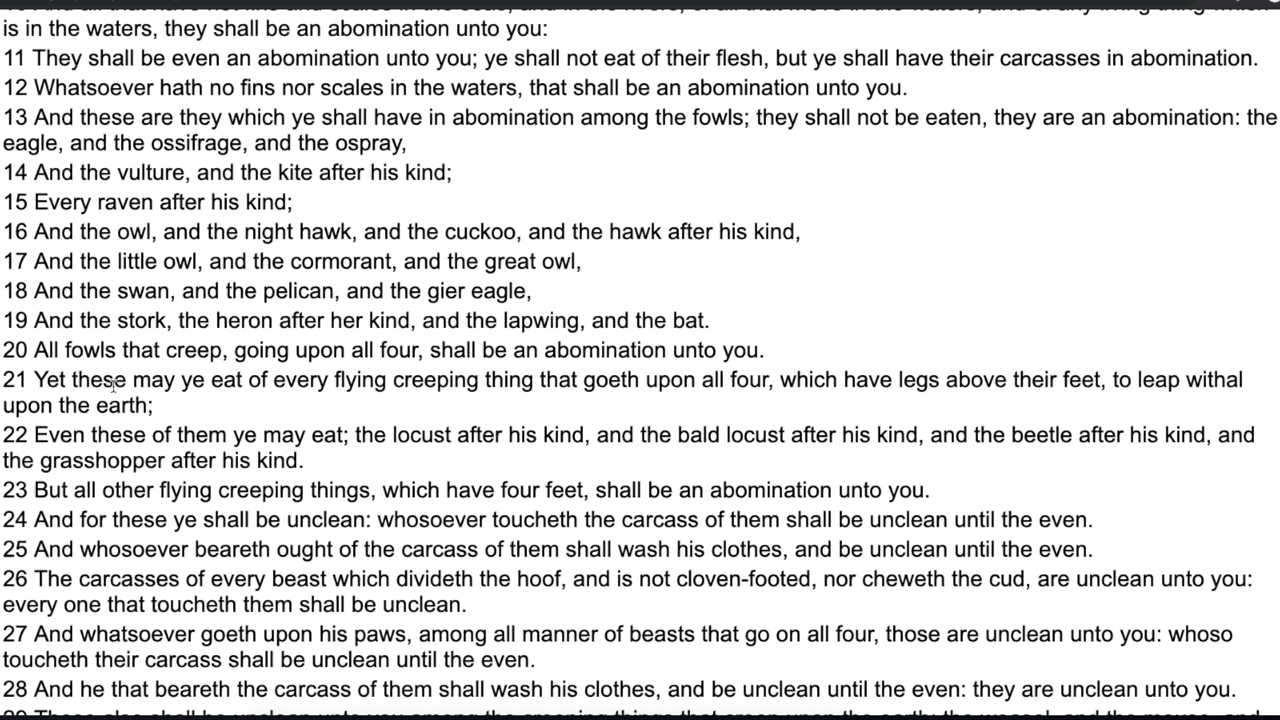 is in the waters, they shall be an abomination unto you:
11 They shall be even an abomination unto you; ye shall not eat of their flesh, but ye shall have their carcasses in abomination.
12 Whatsoever hath no fins nor scales in the waters, that shall be an abomination unto you.
13 And these are they which ye shall have in abomination among the fowls; they shall not be eaten, they are an abomination: the
eagle, and the ossifrage, and the ospray,
14 And the vulture, and the kite after his kind;
15 Every raven after his kind;
16 And the owl, and the night hawk, and the cuckoo, and the hawk after his kind,
17 And the little owl, and the cormorant, and the great owl,
18 And the swan, and the pelican, and the gier eagle,
19 And the stork, the heron after her kind, and the lapwing, and the bat.
20 All fowls that creep, going upon all four, shall be an abomination unto you.
21 Yet these may ye eat of every flying creeping thing that goeth upon all four, which have legs above their feet, to leap withal
upon the earth;
22 Even these of them ye may eat; the locust after his kind, and the bald locust after his kind, and the beetle after his kind, and
the grasshopper after his kind.
23 But all other flying creeping things, which have four feet, shall be an abomination unto you.
24 And for these ye shall be unclean: whosoever toucheth the carcass of them shall be unclean until the even.
25 And whosoever beareth ought of the carcass of them shall wash his clothes, and be unclean until the even.
26 The carcasses of every beast which divideth the hoof, and is not cloven-footed, nor cheweth the cud, are unclean unto you:
every one that toucheth them shall be unclean.
27 And whatsoever goeth upon his paws, among all manner of beasts that go on all four, those are unclean unto you: whoso
toucheth their carcass shall be unclean until the even.
28 And he that beareth the carcass of them shall wash his clothes, and be unclean until the even: they are unclean unto you.